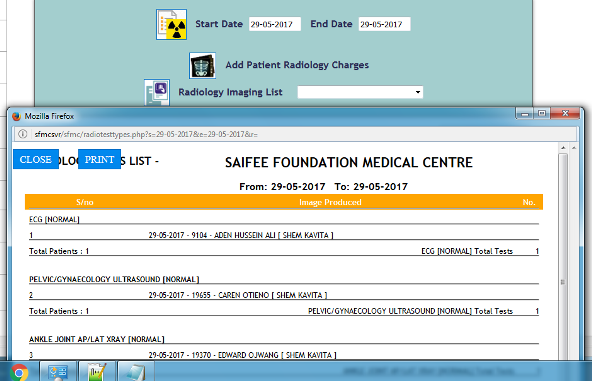 Start Date 29-05-2017 End Date 29-05-2017
Add Patient Radiology Charges
Radiology Imaging List
Mozilla Firefox
sfmcsvr/sfmc/radiotesttypes.php?s=29-05-2017&e=29-05-2017&r=
CLOSE PRINT LIST - SAIFEE FOUNDATION MEDICAL CENTRE
From: 29-05-2017 To: 29-05-2017
S/no Image Produced No.
ECG [NORMAL]
1 29-05-2017 - 9104 - ADEN HUSSEIN ALI [ SHEM KAVITA ]
Total Patients : 1 ECG [NORMAL] Total Tests 1
PELVIC/GYNAECOLOGY ULTRASOUND [NORMAL]
2 29-05-2017 - 19655 - CAREN OTIENO [ SHEM KAVITA ]
Total Patients : 1 PELVIC/GYNAECOLOGY ULTRASOUND [NORMAL] Total Tests 1
ANKLE JOINT AP/LAT XRAY [NORMAL]
3 29-05-2017 - 19370 - EDWARD OJWANG [ SHEM KAVITA ]